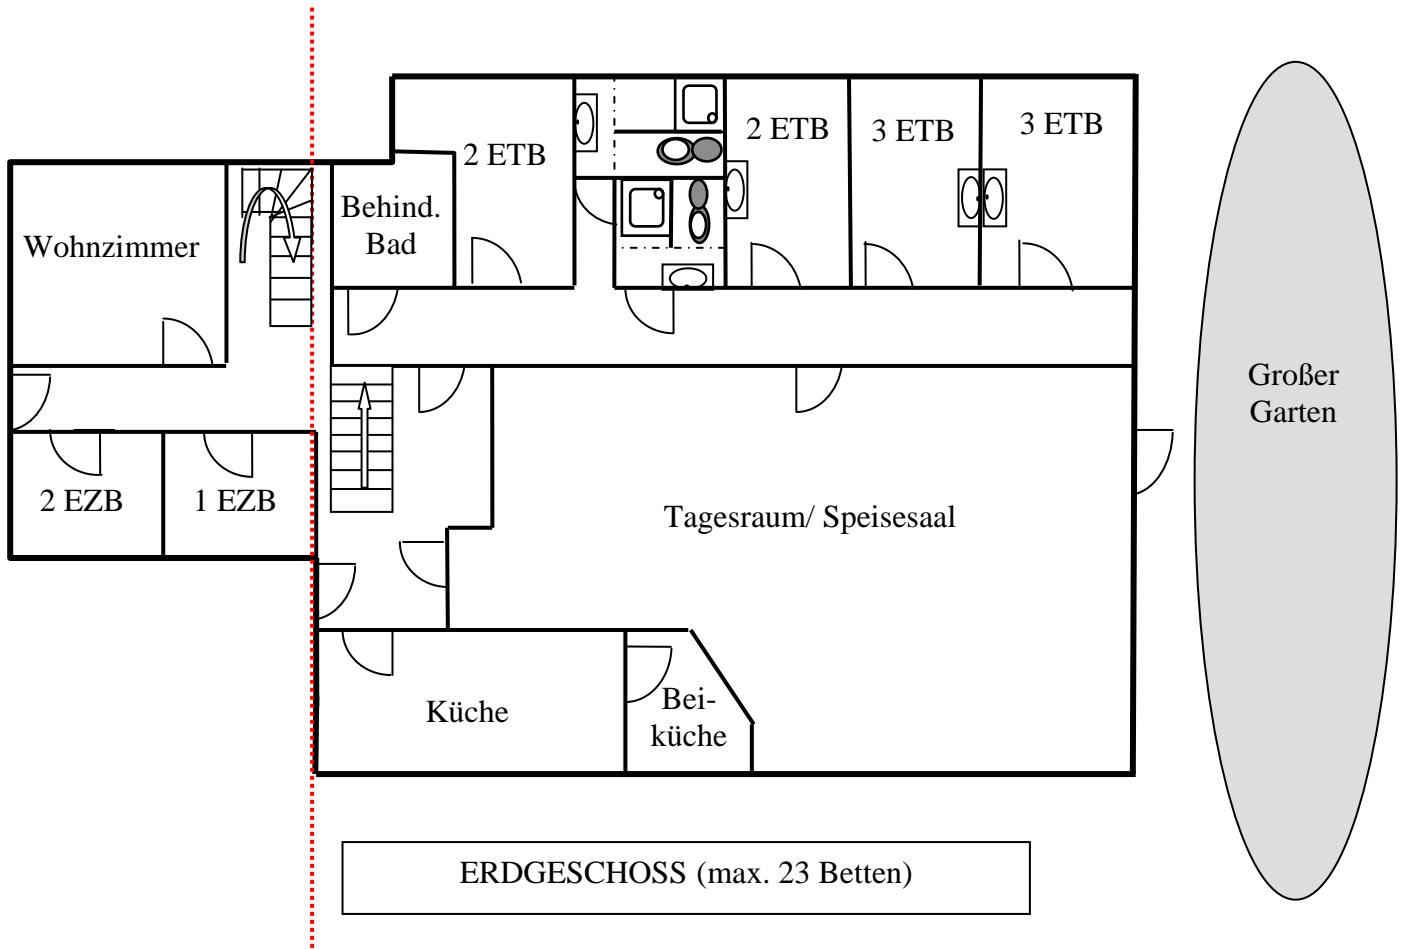 2 ETB
2 ETB
3 ETB
3 ETB
Behind.
Bad
Wohnzimmer
Großer
Garten
2 EZB
1 EZB
Tagesraum/ Speisesaal
Küche
Bei-
küche
ERDGESCHOSS (max. 23 Betten)